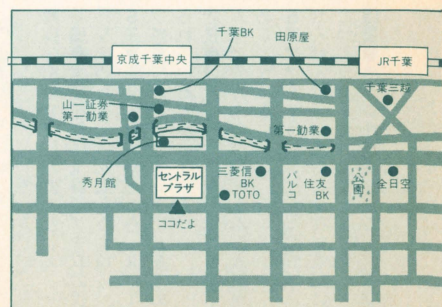 千葉BK
田原屋
京成千葉中央
JR千葉
千葉三越
山一証券
第一勧業
第一勧業
秀月館
セントラル
プラザ
三菱信
BK
TOTO
パルコ
住友
BK
公園
全日空
ココだよ